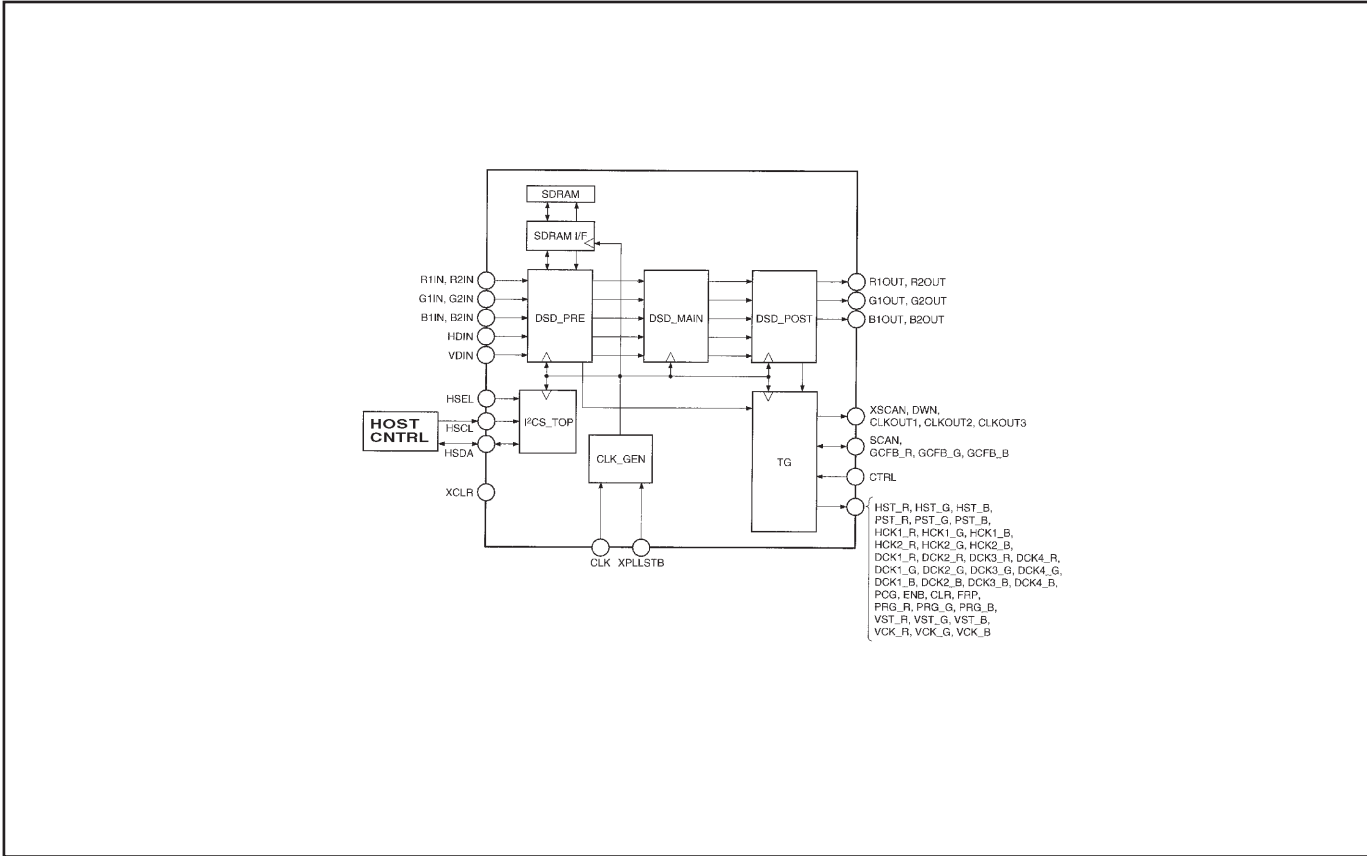 SDRAM
SDRAM I/F
R1IN, R2IN
G1IN, G2IN
B1IN, B2IN
HDIN
VDIN
DSD_PRE
DSD_MAIN
DSD_POST
R1OUT, R2OUT
G1OUT, G2OUT
B1OUT, B2OUT
HSEL
HSCL
HSDA
HOST
CNTRL
I²CS_TOP
XCLR
CLK_GEN
CLK
XPLLSTB
TG
XSCAN, DWN,
CLKOUT1, CLKOUT2, CLKOUT3
SCAN,
GCFB_R, GCFB_G, GCFB_B
CTRL
HST_R, HST_G, HST_B,
PST_R, PST_G, PST_B,
HCK1_R, HCK1_G, HCK1_B,
HCK2_R, HCK2_G, HCK2_B,
DCK1_R, DCK2_R, DCK3_R, DCK4_R,
DCK1_G, DCK2_G, DCK3_G, DCK4_G,
DCK1_B, DCK2_B, DCK3_B, DCK4_B,
PCG, ENB, CLR, FRP,
PRG_R, PRG_G, PRG_B,
VST_R, VST_G, VST_B,
VCK_R, VCK_G, VCK_B